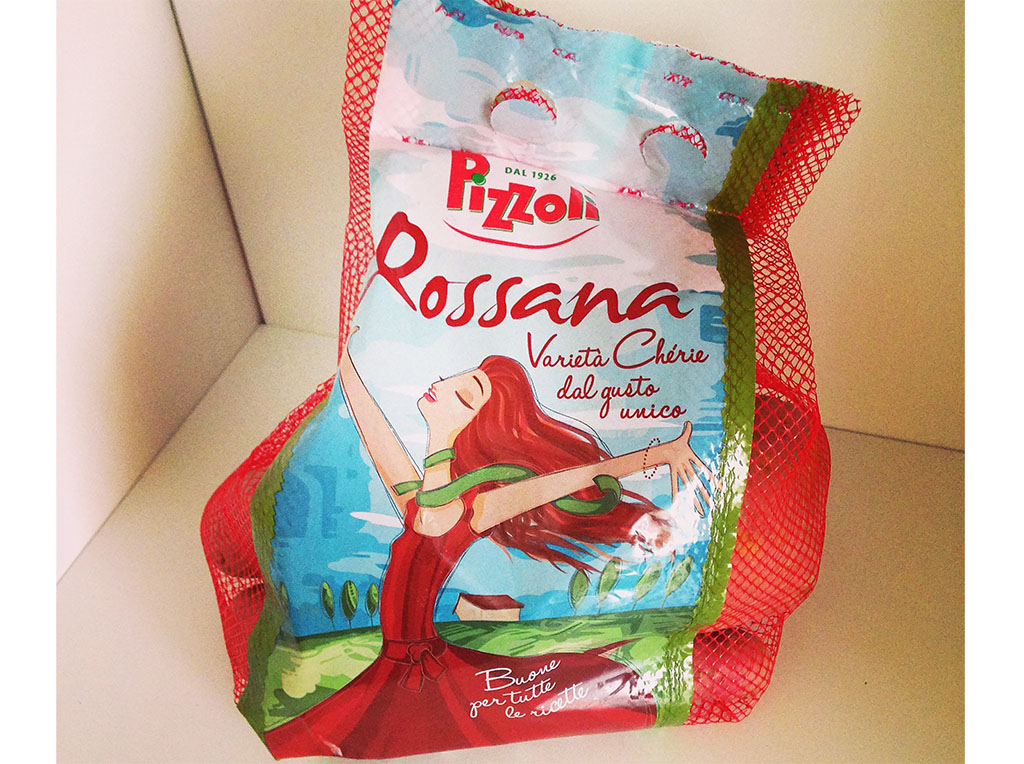 DAL 1926
Pizzoli
Rossana
Varietà Chérie
dal gusto
unico
Buone
per tutte
le ricette